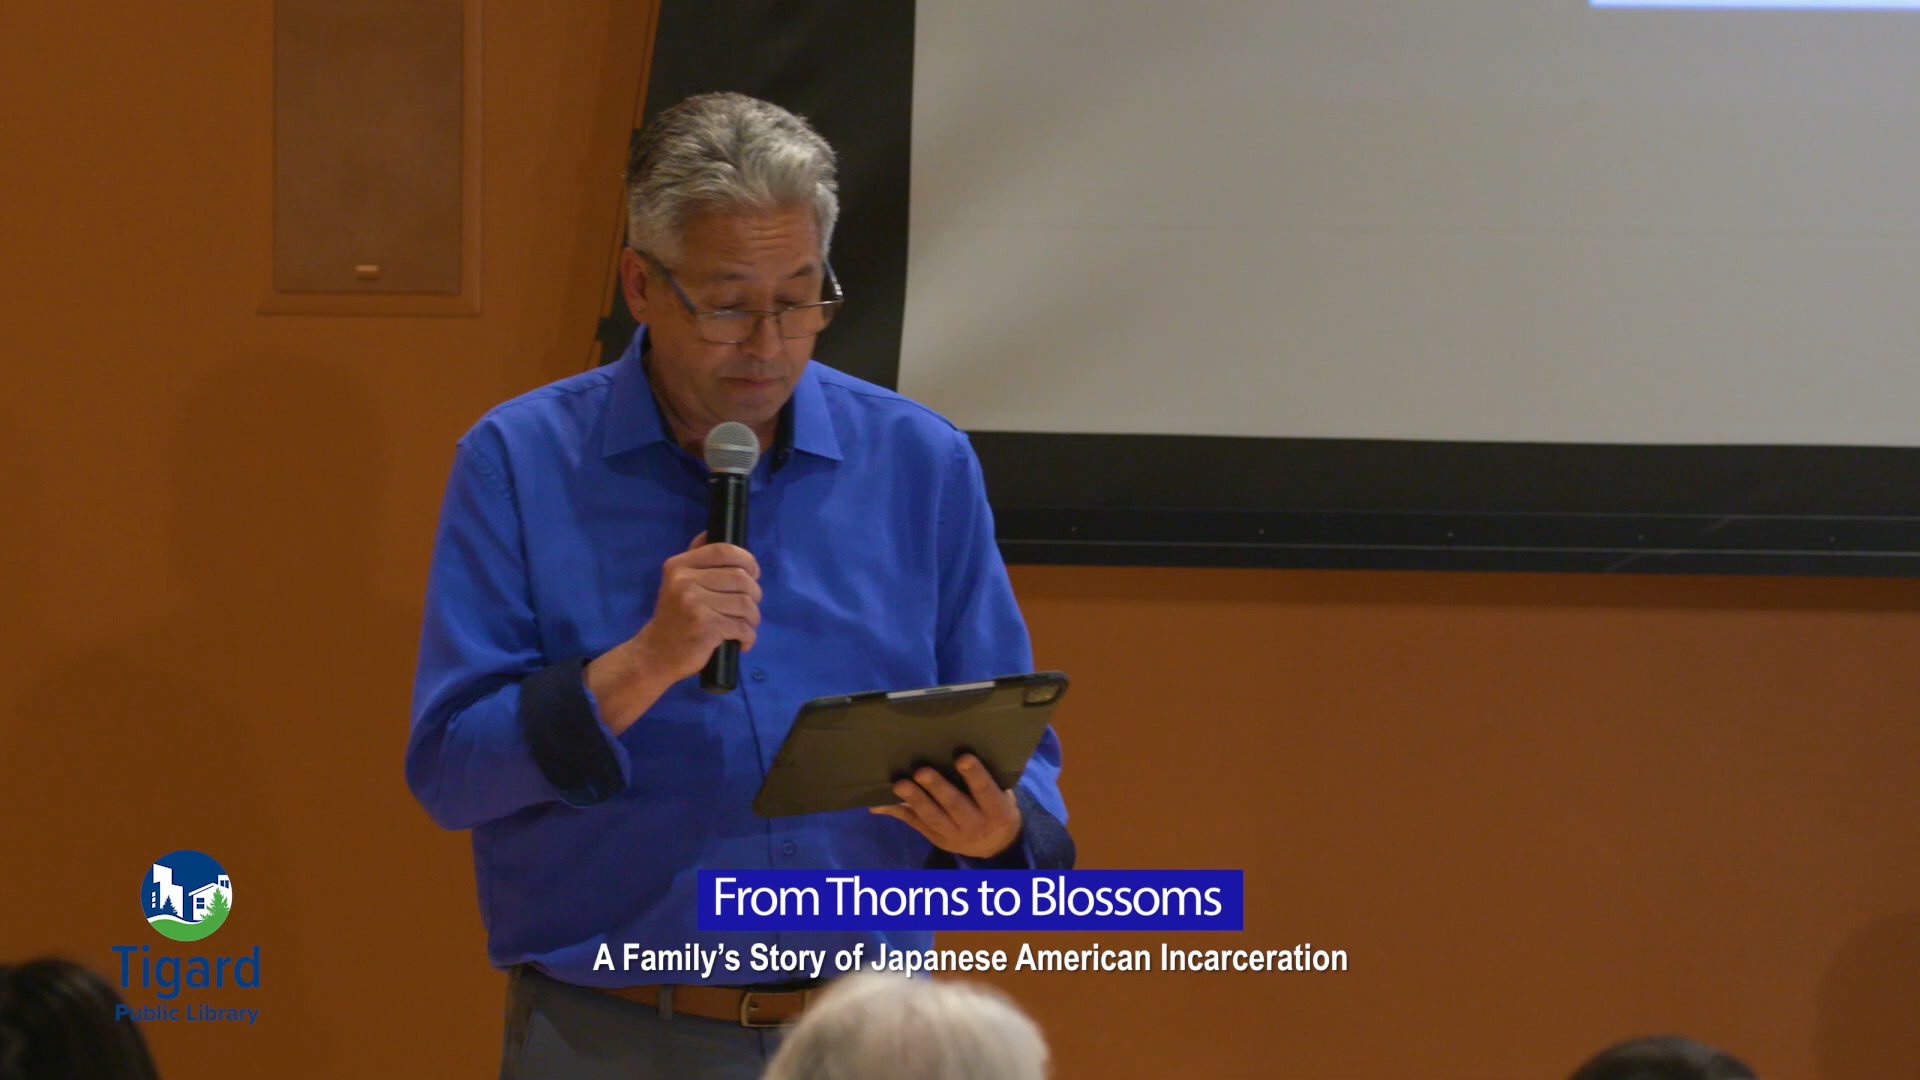 From Thorns to Blossoms
A Family's Story of Japanese American Incarceration
Tigard
Public Library